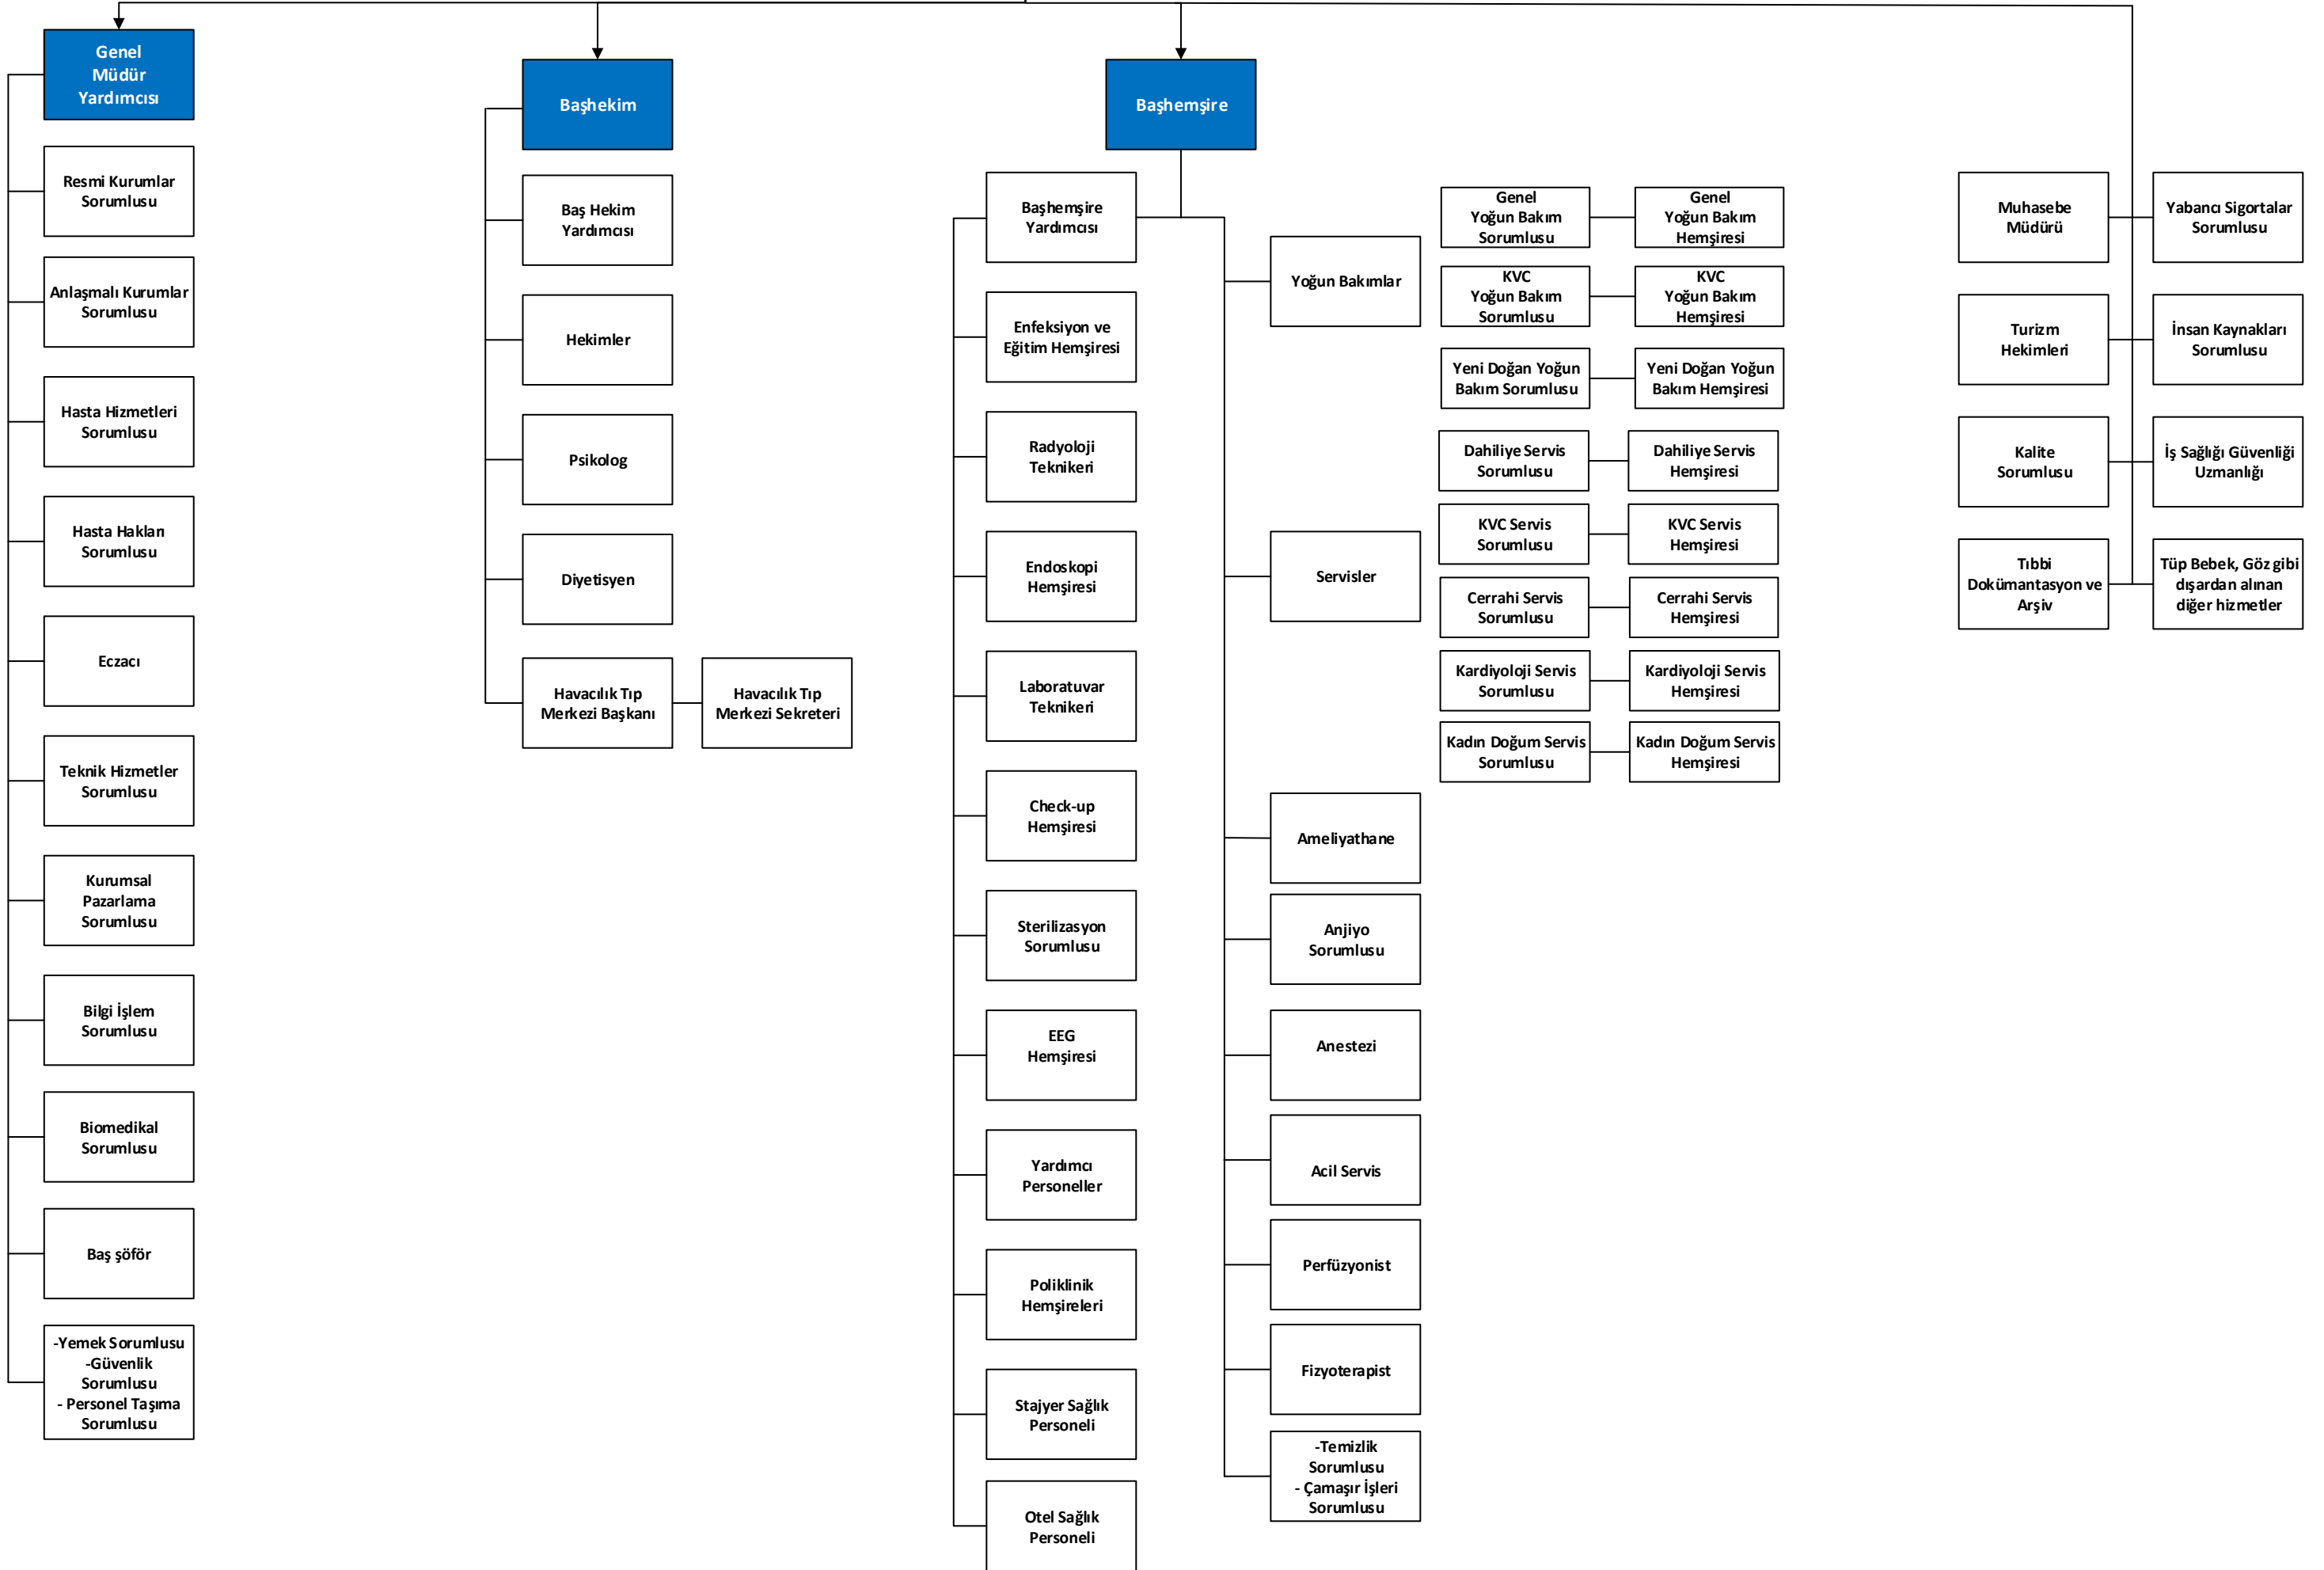 Genel
Müdür
Yardımcısı
Resmi Kurumlar
Sorumlusu
Anlaşmalı Kurumlar
Sorumlusu
Hasta Hizmetleri
Sorumlusu
Hasta Hakları
Sorumlusu
Eczacı
Teknik Hizmetler
Sorumlusu
Kurumsal
Pazarlama
Sorumlusu
Bilgi İşlem
Sorumlusu
Biomedikal
Sorumlusu
Baş şöför
-Yemek Sorumlusu
-Güvenlik
Sorumlusu
- Personel Taşıma
Sorumlusu
Başhekim
Baş Hekim
Yardımcısı
Hekimler
Psikolog
Diyetisyen
Havacılık Tıp
Merkezi Başkanı
Havacılık Tıp
Merkezi Sekreteri
Başhemşire
Başhemşire
Yardımcısı
Enfeksiyon ve
Eğitim Hemşiresi
Radyoloji
Teknikeri
Endoskopi
Hemşiresi
Laboratuvar
Teknikeri
Check-up
Hemşiresi
Sterilizasyon
Sorumlusu
EEG
Hemşiresi
Yardımcı
Personeller
Poliklinik
Hemşireleri
Stajyer Sağlık
Personeli
Otel Sağlık
Personeli
Yoğun Bakımlar
Servisler
Ameliyathane
Anjiyo
Sorumlusu
Anestezi
Acil Servis
Perfüzyonist
Fizyoterapist
-Temizlik
Sorumlusu
- Çamaşır İşleri
Sorumlusu
Genel
Yoğun Bakım
Sorumlusu
Genel
Yoğun Bakım
Hemşiresi
KVC
Yoğun Bakım
Sorumlusu
KVC
Yoğun Bakım
Hemşiresi
Yeni Doğan Yoğun
Bakım Sorumlusu
Yeni Doğan Yoğun
Bakım Hemşiresi
Dahiliye Servis
Sorumlusu
Dahiliye Servis
Hemşiresi
KVC Servis
Sorumlusu
KVC Servis
Hemşiresi
Cerrahi Servis
Sorumlusu
Cerrahi Servis
Hemşiresi
Kardiyoloji Servis
Sorumlusu
Kardiyoloji Servis
Hemşiresi
Kadın Doğum Servis
Sorumlusu
Kadın Doğum Servis
Hemşiresi
Muhasebe
Müdürü
Yabancı Sigortalar
Sorumlusu
Turizm
Hekimleri
İnsan Kaynakları
Sorumlusu
Kalite
Sorumlusu
İş Sağlığı Güvenliği
Uzmanlığı
Tıbbi
Dokümantasyon ve
Arşiv
Tüp Bebek, Göz gibi
dışardan alınan
diğer hizmetler